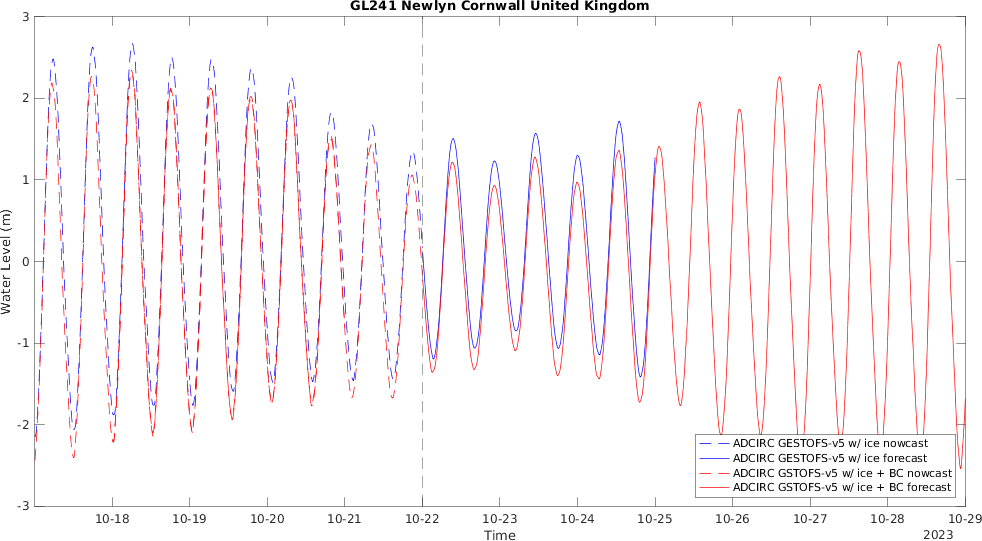 GL241 Newlyn Cornwall United Kingdom
3
2
1
0
-1
-2
-3
Water Level (m)
ADCIRC GESTOFS-v5 w/ ice nowcast
ADCIRC GESTOFS-v5 w/ ice forecast
ADCIRC GSTOFS-v5 w/ ice + BC nowcast
ADCIRC GSTOFS-v5 w/ ice + BC forecast
10-18 10-19 10-20 10-21 10-22 10-23 10-24 10-25 10-26 10-27 10-28 10-29
Time
2023